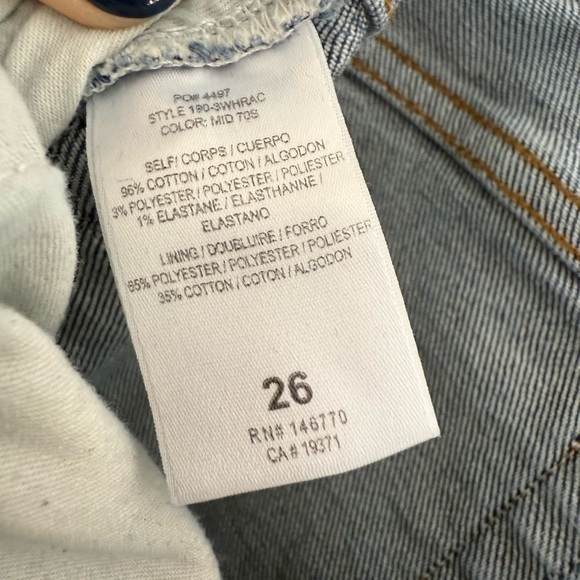 PO# 4497
STYLE 190-3WHRAC
COLOR: MID 70S
SELF/ CORPS / CUERPO
96% COTTON / COTON / ALGODON
3% POLYESTER / POLYESTER / POLIESTER
1% ELASTANE / ELASTHANNE /
ELASTANO
LINING / DOUBLUIRE / FORRO
65% POLYESTER / POLYESTER / POLIESTER
35% COTTON / COTON / ALGODON
26
RN# 146770
CA# 19371